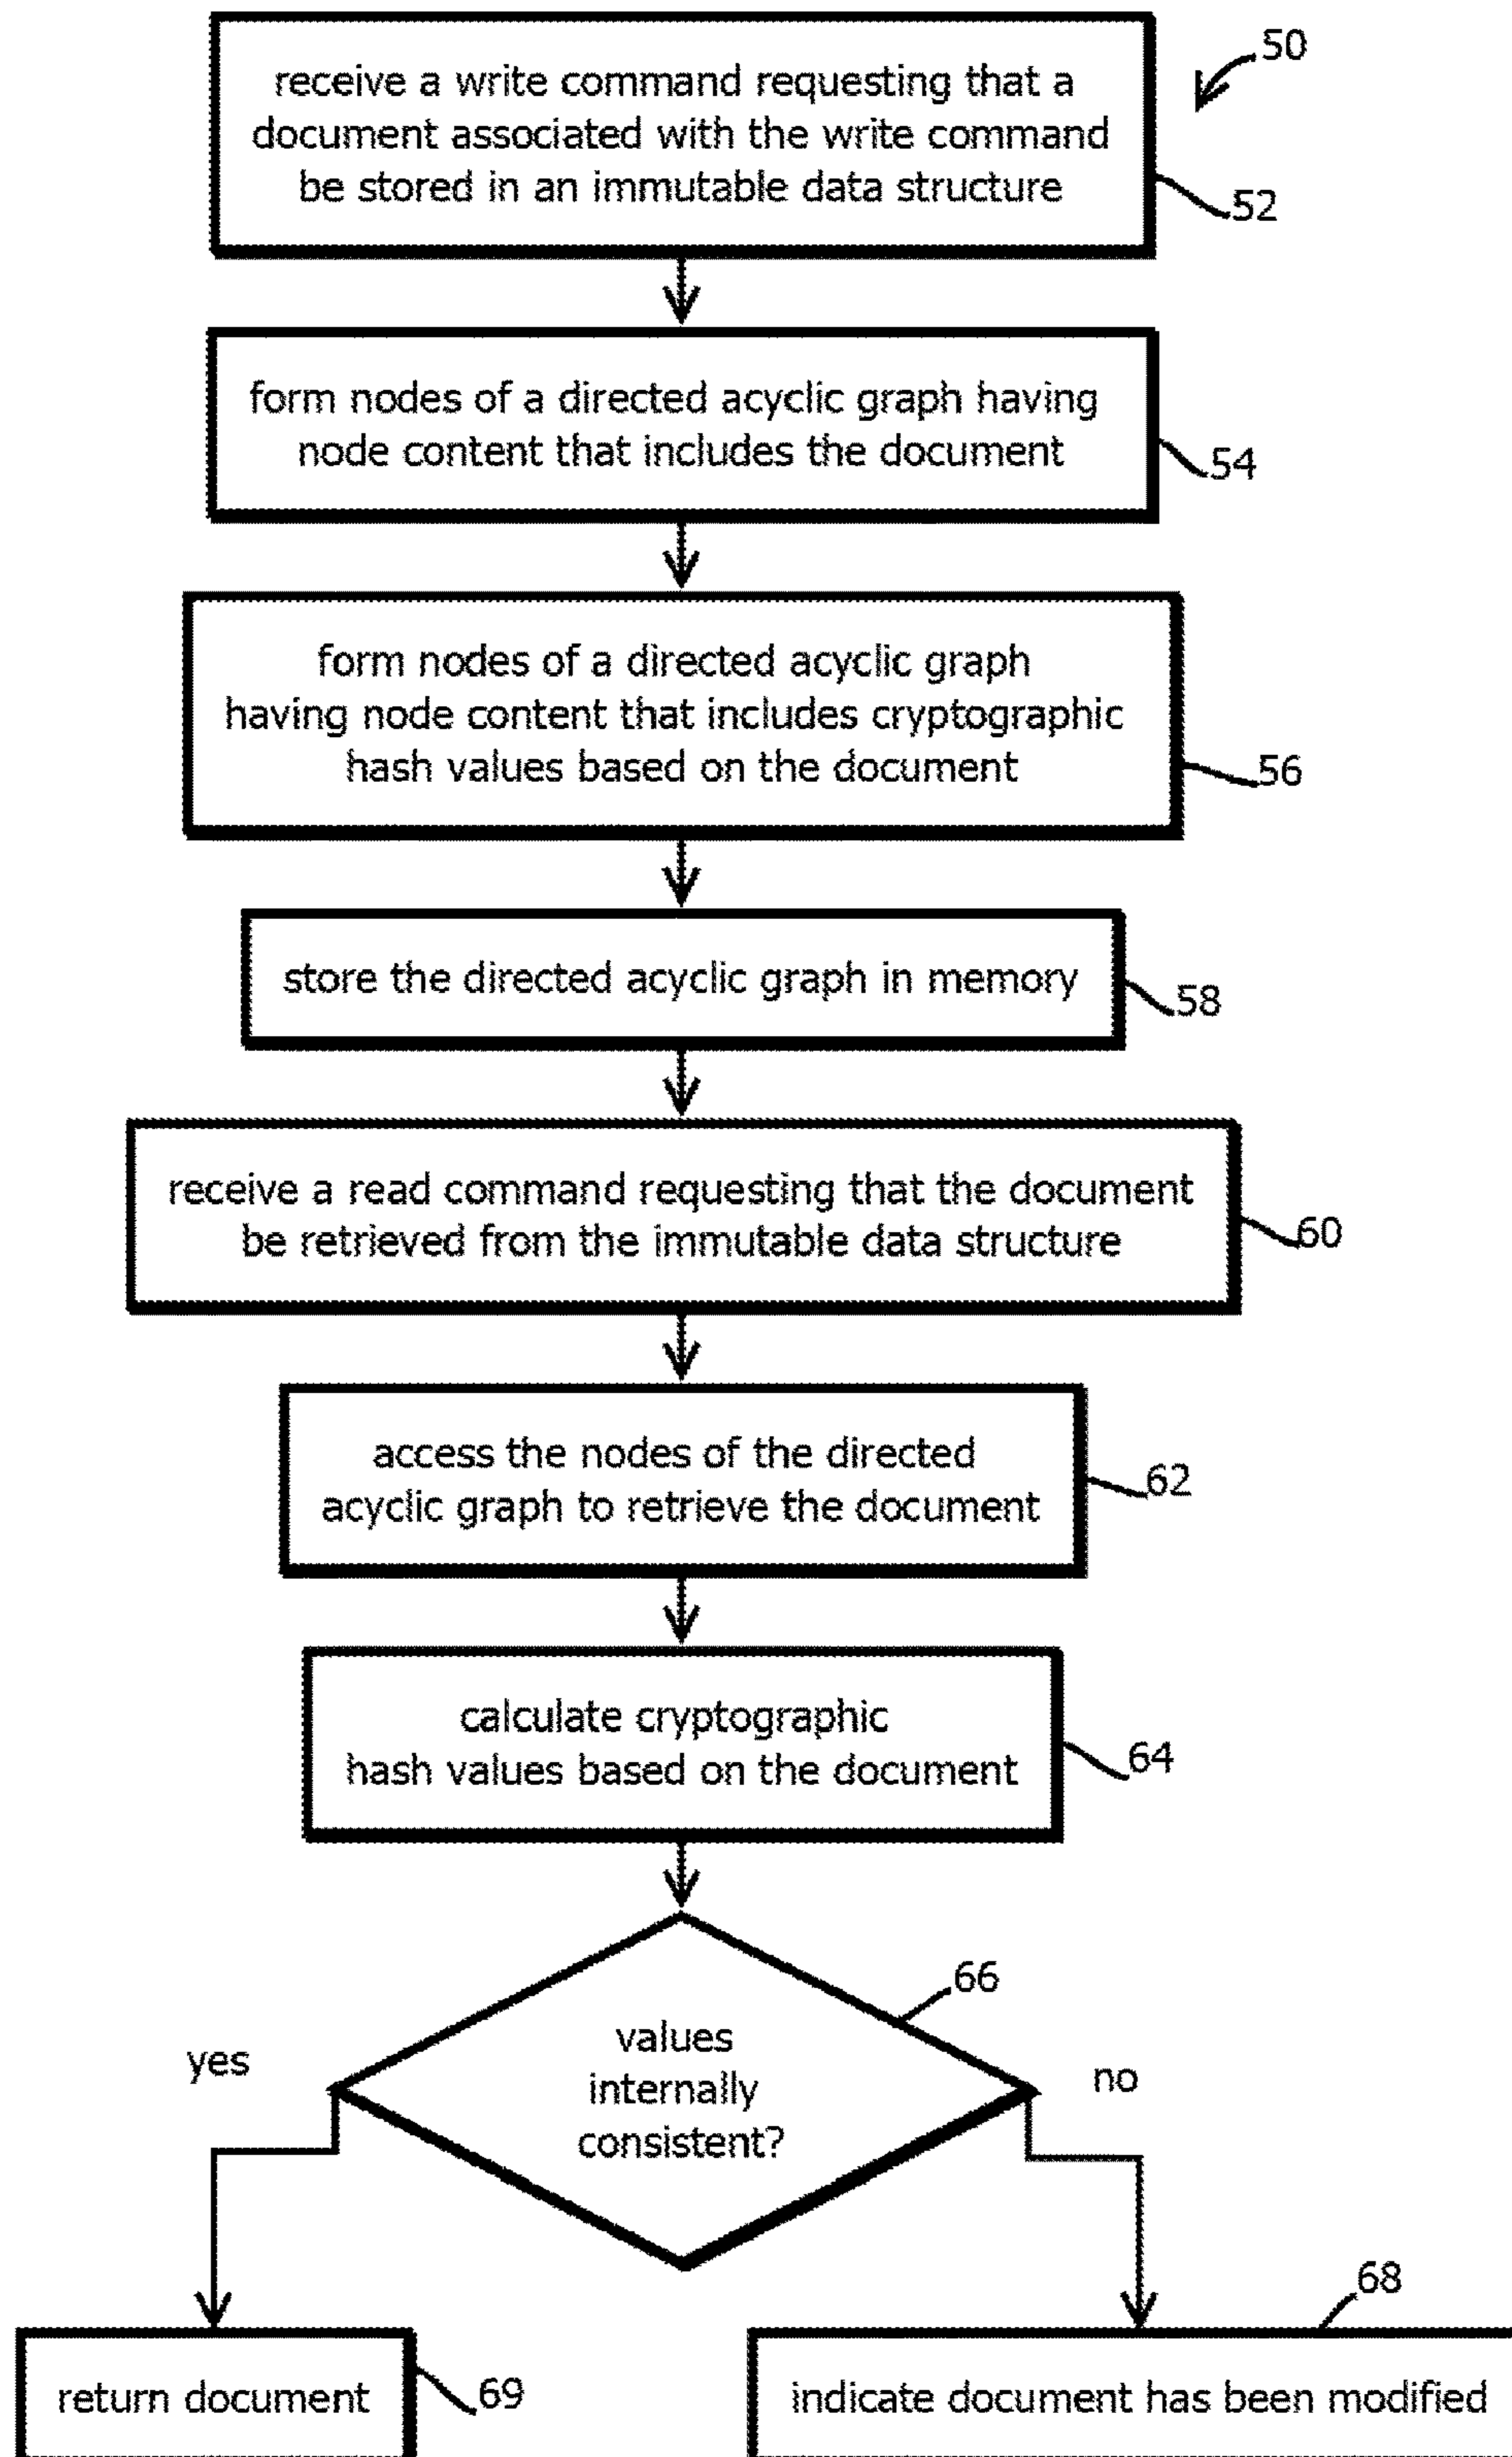 50
receive a write command requesting that a
document associated with the write command
be stored in an immutable data structure
52
form nodes of a directed acyclic graph having
node content that includes the document
54
form nodes of a directed acyclic graph
having node content that includes cryptographic
hash values based on the document
56
store the directed acyclic graph in memory
58
receive a read command requesting that the document
be retrieved from the immutable data structure
60
access the nodes of the directed
acyclic graph to retrieve the document
62
calculate cryptographic
hash values based on the document
64
66
values
internally
consistent?
yes
no
68
return document
69
indicate document has been modified